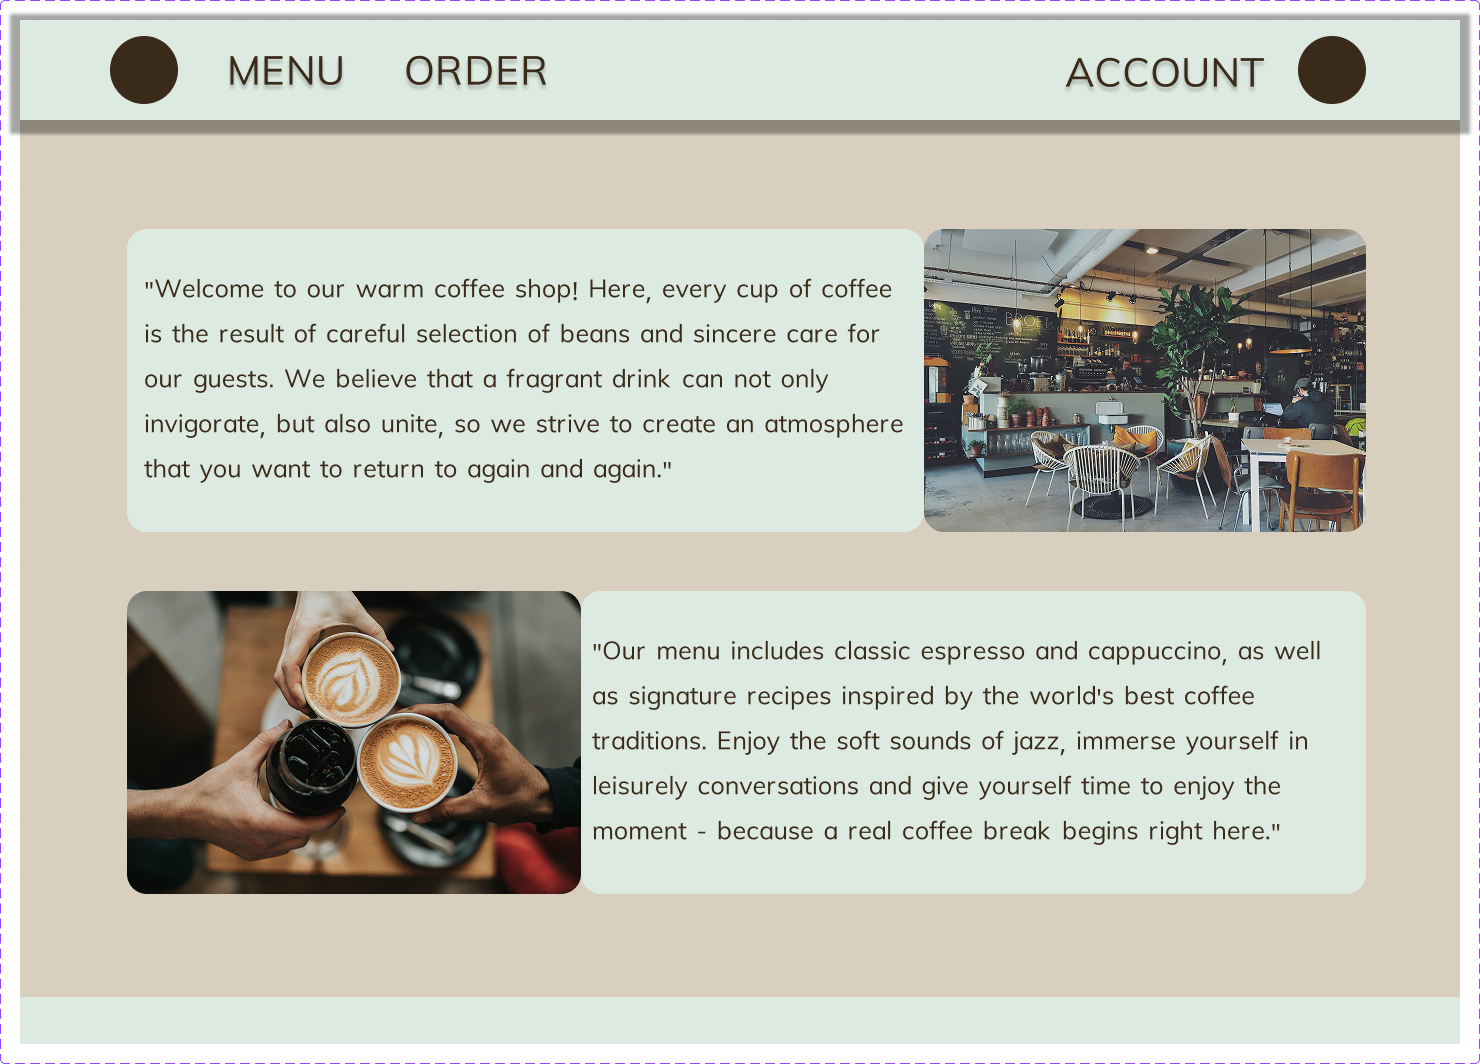 MENU ORDER ACCOUNT
"Welcome to our warm coffee shop! Here, every cup of coffee
is the result of careful selection of beans and sincere care for
our guests. We believe that a fragrant drink can not only
invigorate, but also unite, so we strive to create an atmosphere
that you want to return to again and again."
"Our menu includes classic espresso and cappuccino, as well
as signature recipes inspired by the world's best coffee
traditions. Enjoy the soft sounds of jazz, immerse yourself in
leisurely conversations and give yourself time to enjoy the
moment - because a real coffee break begins right here."